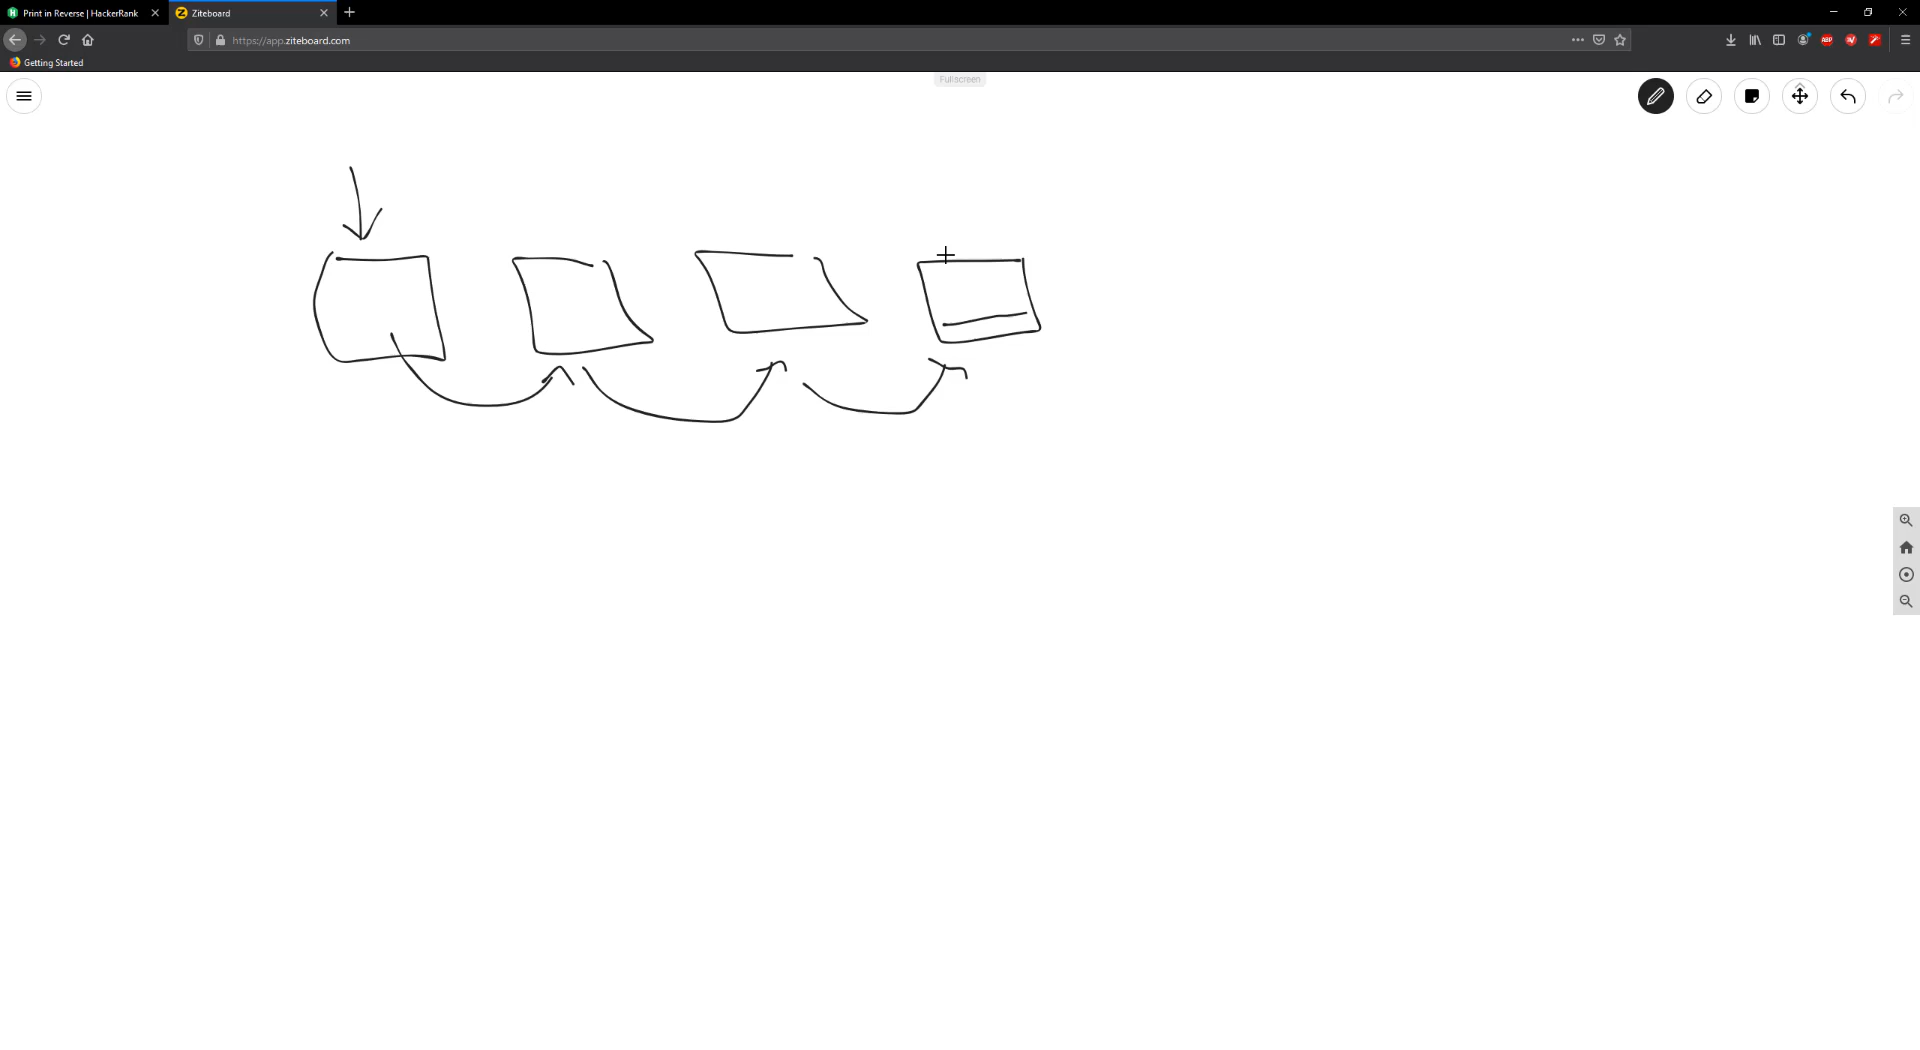 Print in Reverse | HackerRank
Ziteboard
https://app.ziteboard.com
Getting Started
Fullscreen